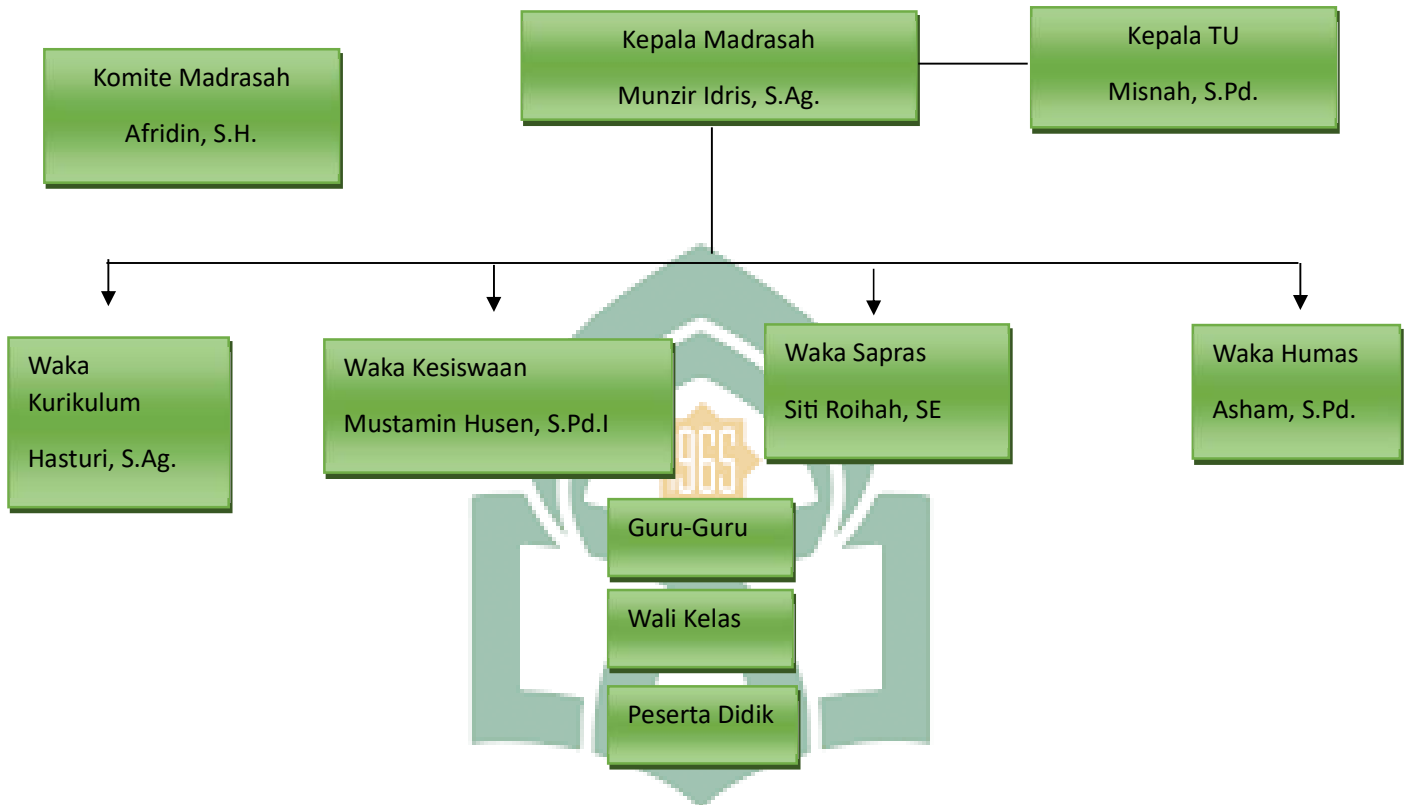 Komite Madrasah
Afridin, S.H.
Kepala Madrasah
Munzir Idris, S.Ag.
Kepala TU
Misnah, S.Pd.
Waka
Kurikulum
Hasturi, S.Ag.
Waka Kesiswaan
Mustamin Husen, S.Pd.I
Waka Sapras
Siti Roihah, SE
Waka Humas
Asham, S.Pd.
Guru-Guru
Wali Kelas
Peserta Didik